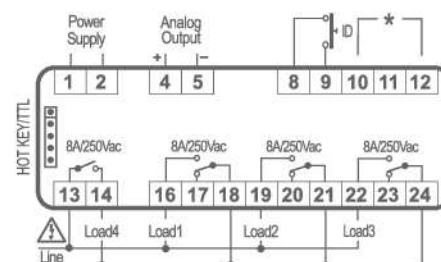 Power Supply
Analog Output
+ −
ID
*
1 2 4 5 8 9 10 11 12
HOT KEY/TTL
8A/250Vac 8A/250Vac 8A/250Vac 8A/250Vac
13 14 16 17 18 19 20 21 22 23 24
Load4 Load1 Load2 Load3
Line